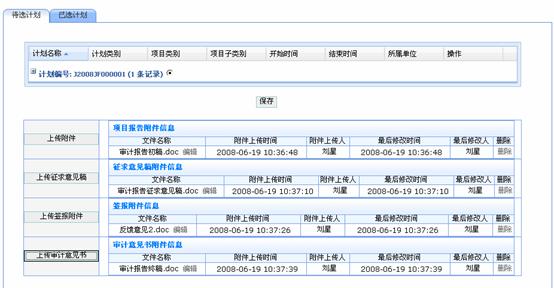 待选计划 已选计划
计划名称 计划类别 项目类别 项目子类别 开始时间 结束时间 所属单位 操作
计划编号: J2008JF000001 (1 条记录)
保存
项目报告附件信息
上传附件 文件名称 附件上传时间 附件上传人 最后修改时间 最后修改人 删除
审计报告初稿.doc 编辑 2008-06-19 10:36:48 刘星 2008-06-19 10:36:48 刘星 删除
征求意见稿附件信息
上传征求意见稿 文件名称 附件上传时间 附件上传人 最后修改时间 最后修改人 删除
审计报告征求意见稿.doc 编辑 2008-06-19 10:37:10 刘星 2008-06-19 10:37:10 刘星 删除
签报附件信息
上传签报附件 文件名称 附件上传时间 附件上传人 最后修改时间 最后修改人 删除
反馈意见2.doc 编辑 2008-06-19 10:37:26 刘星 2008-06-19 10:37:26 刘星 删除
审计意见书附件信息
上传审计意见书 文件名称 附件上传时间 附件上传人 最后修改时间 最后修改人 删除
审计报告终稿.doc 编辑 2008-06-19 10:37:39 刘星 2008-06-19 10:37:39 刘星 删除